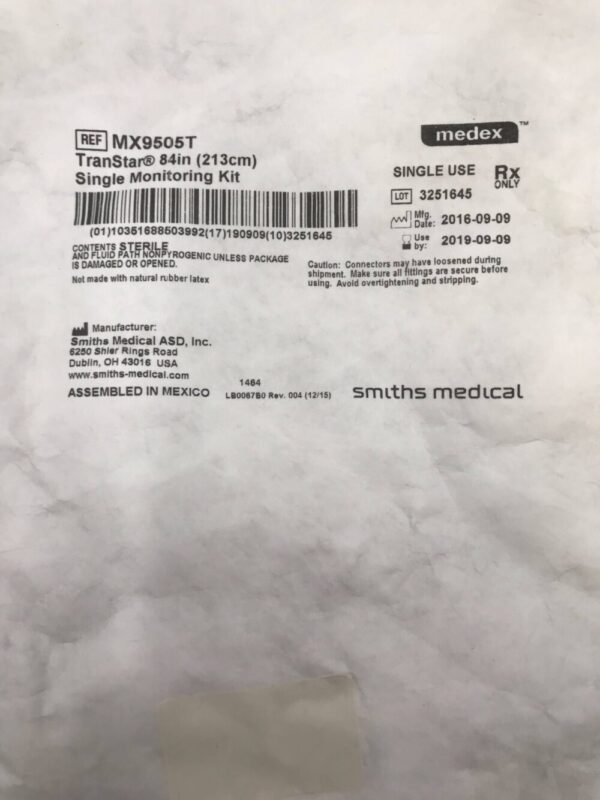 REF MX9505T
TranStar® 84in (213cm)
Single Monitoring Kit
(01)10351688503992(17)190909(10)3251645
CONTENTS STERILE
AND FLUID PATH NONPYROGENIC UNLESS PACKAGE
IS DAMAGED OR OPENED.
Not made with natural rubber latex
medex™
SINGLE USE Rx ONLY
LOT 3251645
Mfg. Date: 2016-09-09
Use by: 2019-09-09
Caution: Connectors may have loosened during
shipment. Make sure all fittings are secure before
using. Avoid overtightening and stripping.
Manufacturer:
Smiths Medical ASD, Inc.
6250 Shier Rings Road
Dublin, OH 43016 USA
www.smiths-medical.com
ASSEMBLED IN MEXICO
1464
LB0067B0 Rev. 004 (12/15)
smiths medical